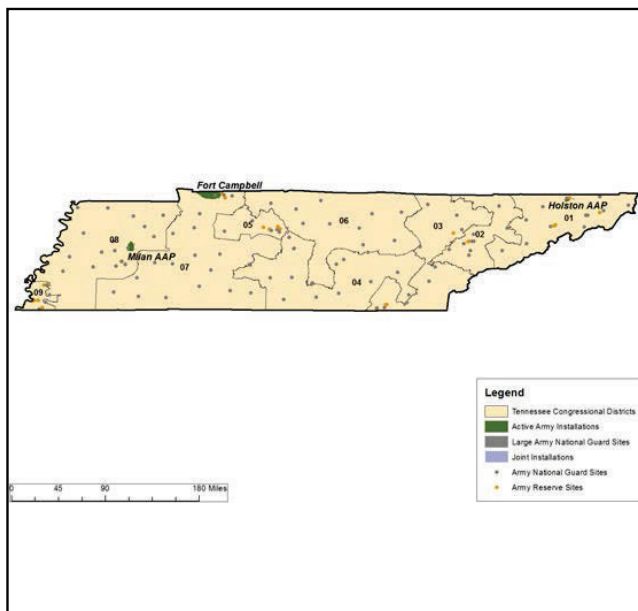 Fort Campbell
Holston AAP
01
06
02
03
05
08
Milan AAP
07
04
09
Legend
Tennessee Congressional Districts
Active Army Installations
Large Army National Guard Sites
Joint Installations
Army National Guard Sites
Army Reserve Sites
0 45 90 180 Miles